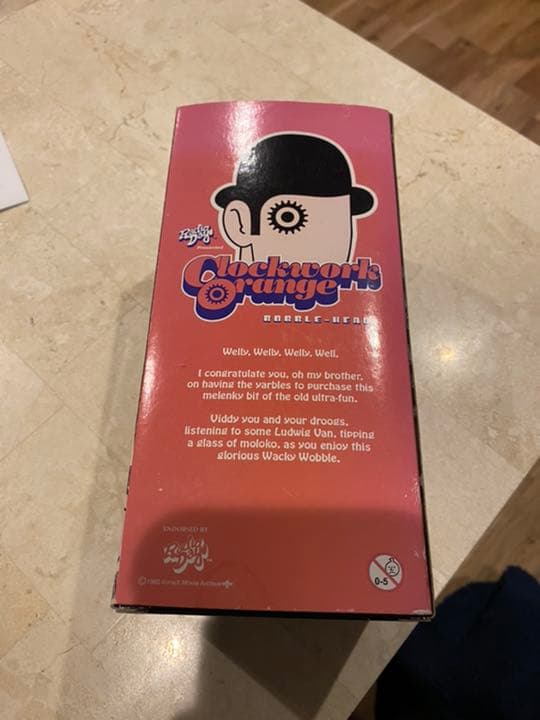 Clockwork
Orange
BOBBLE-HEAD
Welly, Welly, Welly, Well.
I congratulate you, oh my brother,
on having the yarbles to purchase this
melenky bit of the old ultra-fun.
Viddy you and your droogs,
listening to some Ludwig Van, tipping
a glass of moloko, as you enjoy this
glorious Wacky Wobble.
ENDORSED BY
0-5